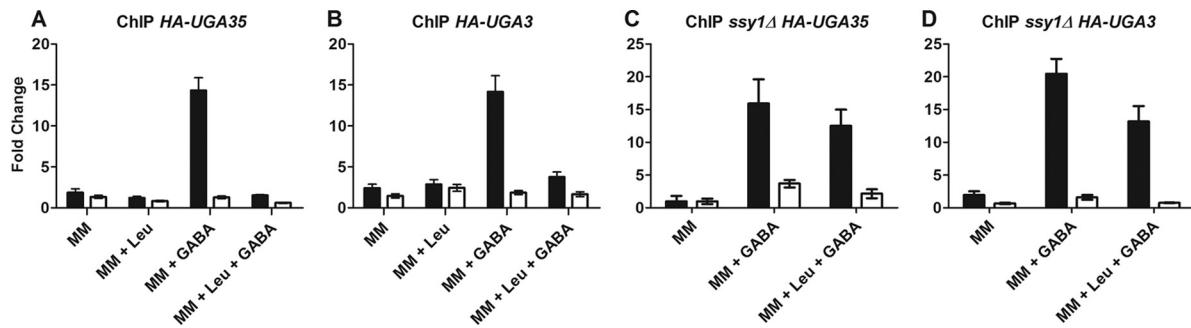 A
ChIP HA-UGA35
Fold Change
20
15
10
5
0
MM
MM + Leu
MM + GABA
MM + Leu + GABA
B
ChIP HA-UGA3
20
15
10
5
0
MM
MM + Leu
MM + GABA
MM + Leu + GABA
C
ChIP ssy1Δ HA-UGA35
25
20
15
10
5
0
MM
MM + GABA
MM + Leu + GABA
D
ChIP ssy1Δ HA-UGA3
25
20
15
10
5
0
MM
MM + GABA
MM + Leu + GABA